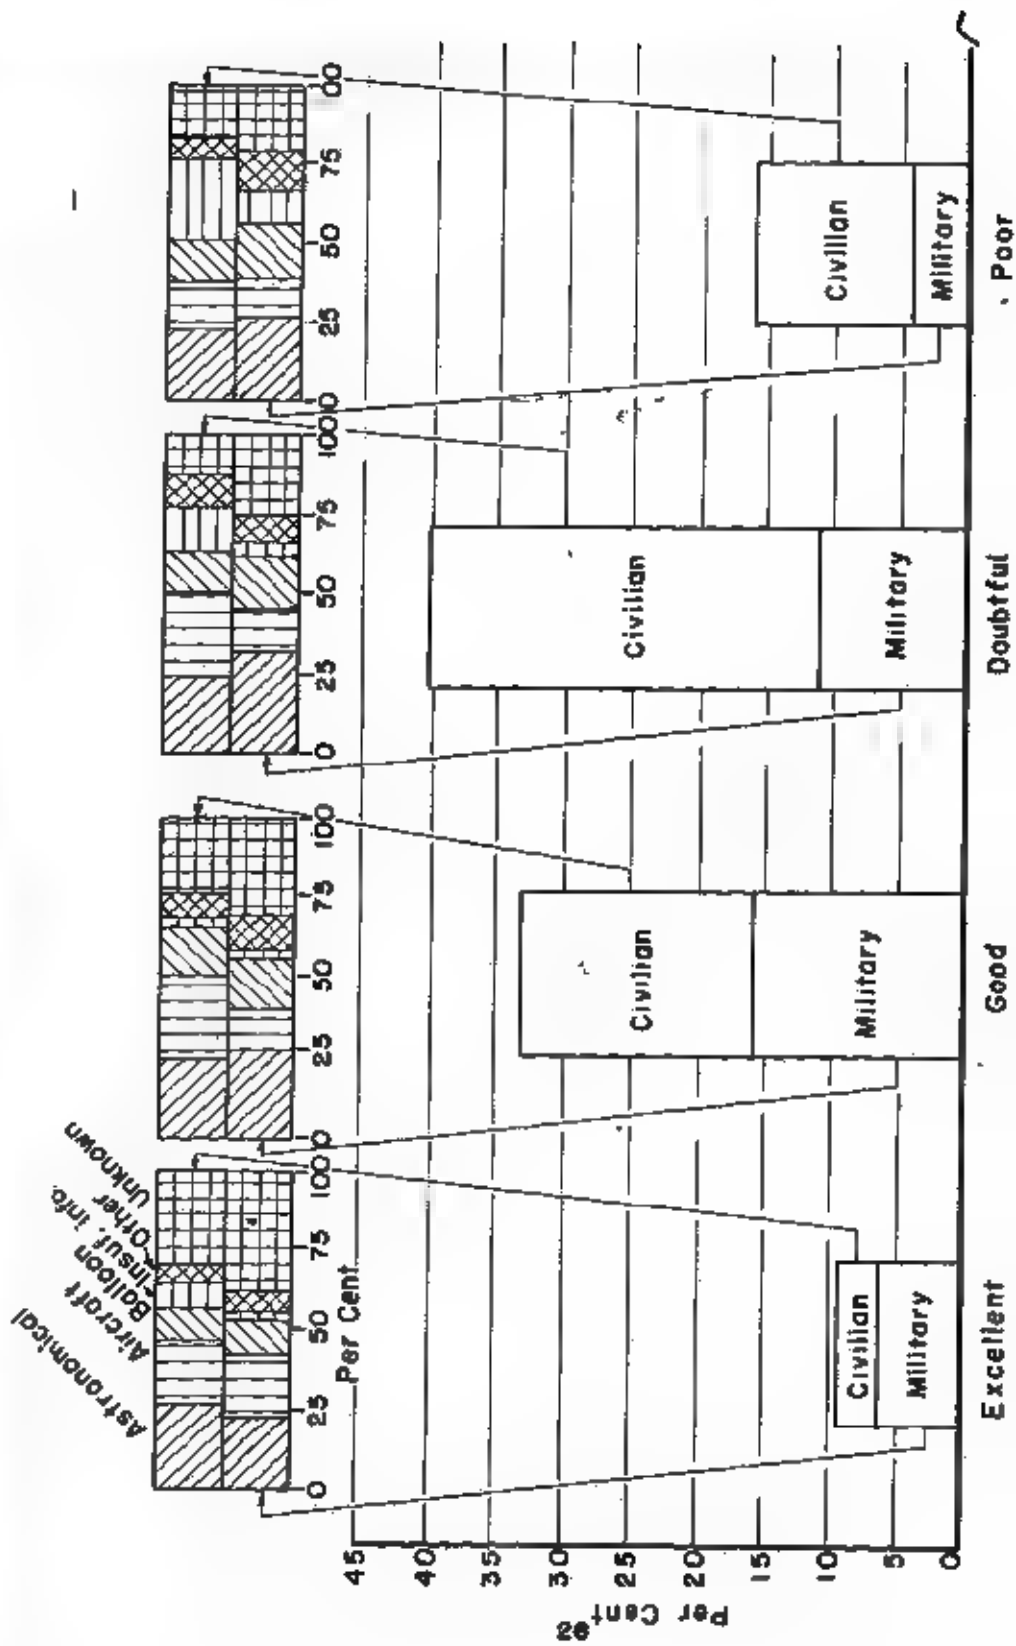 Astronomical
Aircraft
Balloon
Insuf. info.
Other
Unknown
0 25 50 75 100
0 25 50 75 100
0 25 50 75 100
0 25 50 75 00
Per Cent
45
40
35
30
25
20
15
10
5
0
Per Cent
92
Civilian
Military
Civilian
Military
Civilian
Military
Civilian
Military
Excellent
Good
Doubtful
Poor